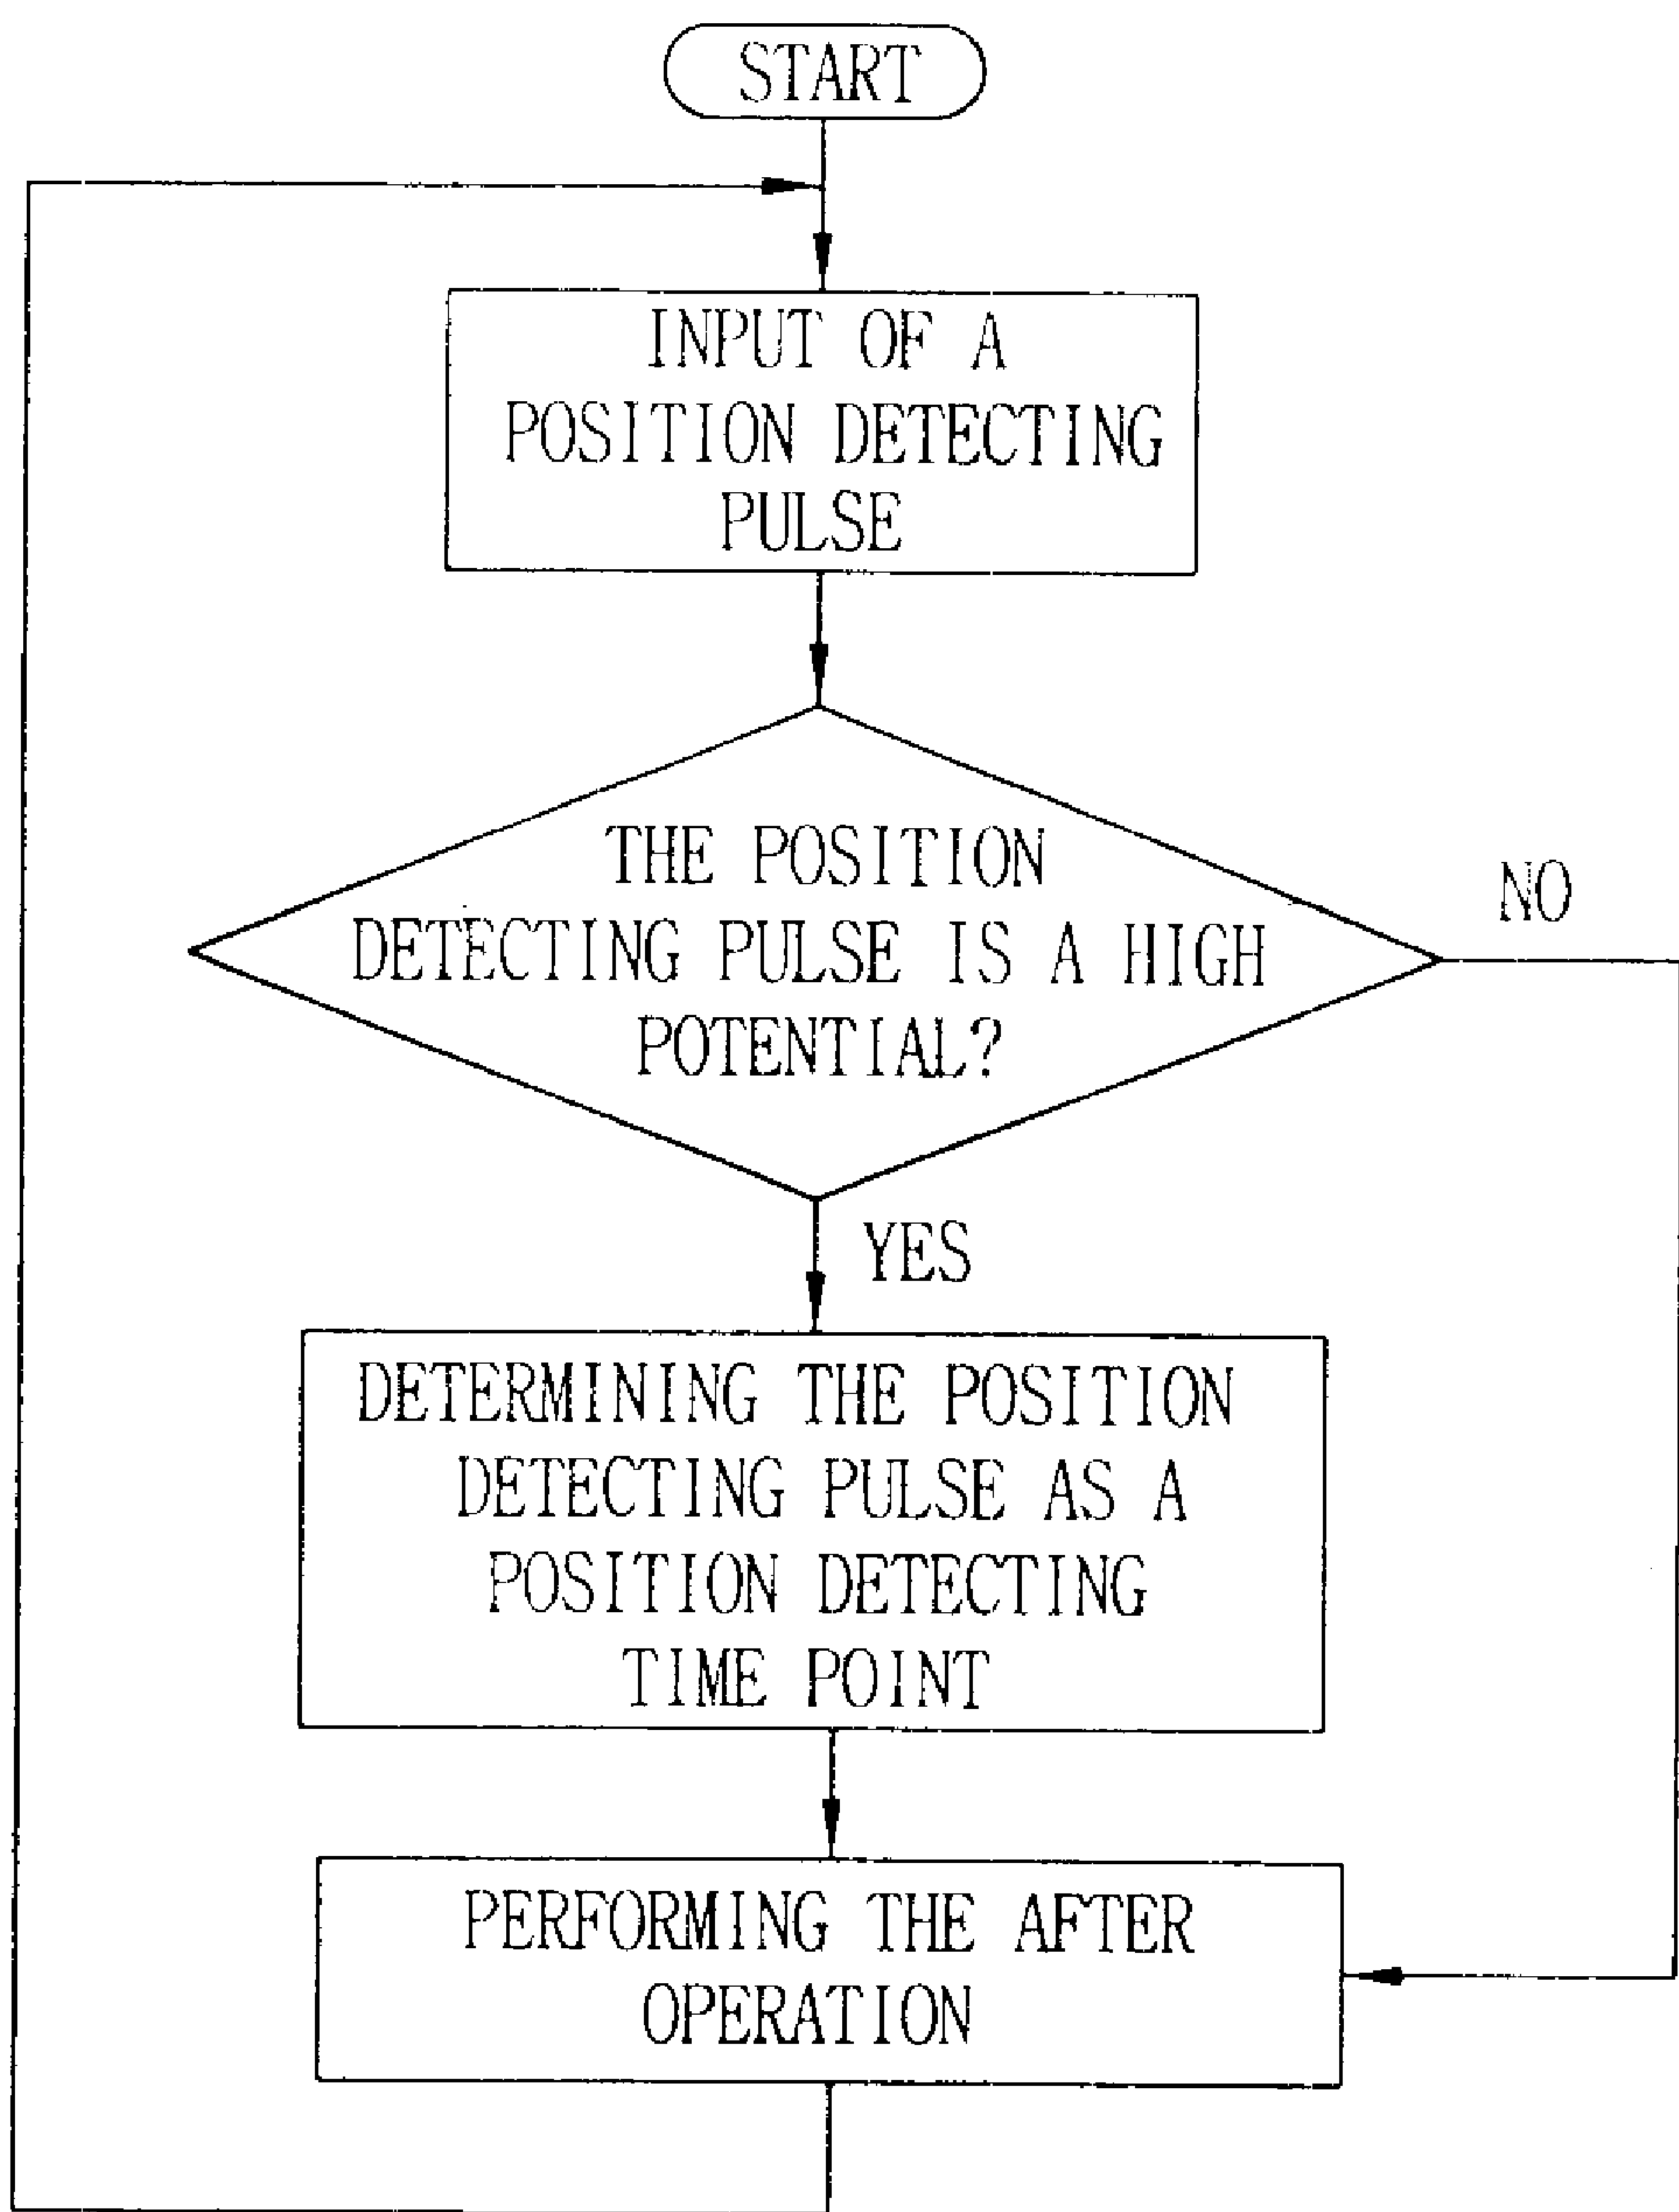 START
INPUT OF A
POSITION DETECTING
PULSE
THE POSITION
DETECTING PULSE IS A HIGH
POTENTIAL?
NO
YES
DETERMINING THE POSITION
DETECTING PULSE AS A
POSITION DETECTING
TIME POINT
PERFORMING THE AFTER
OPERATION